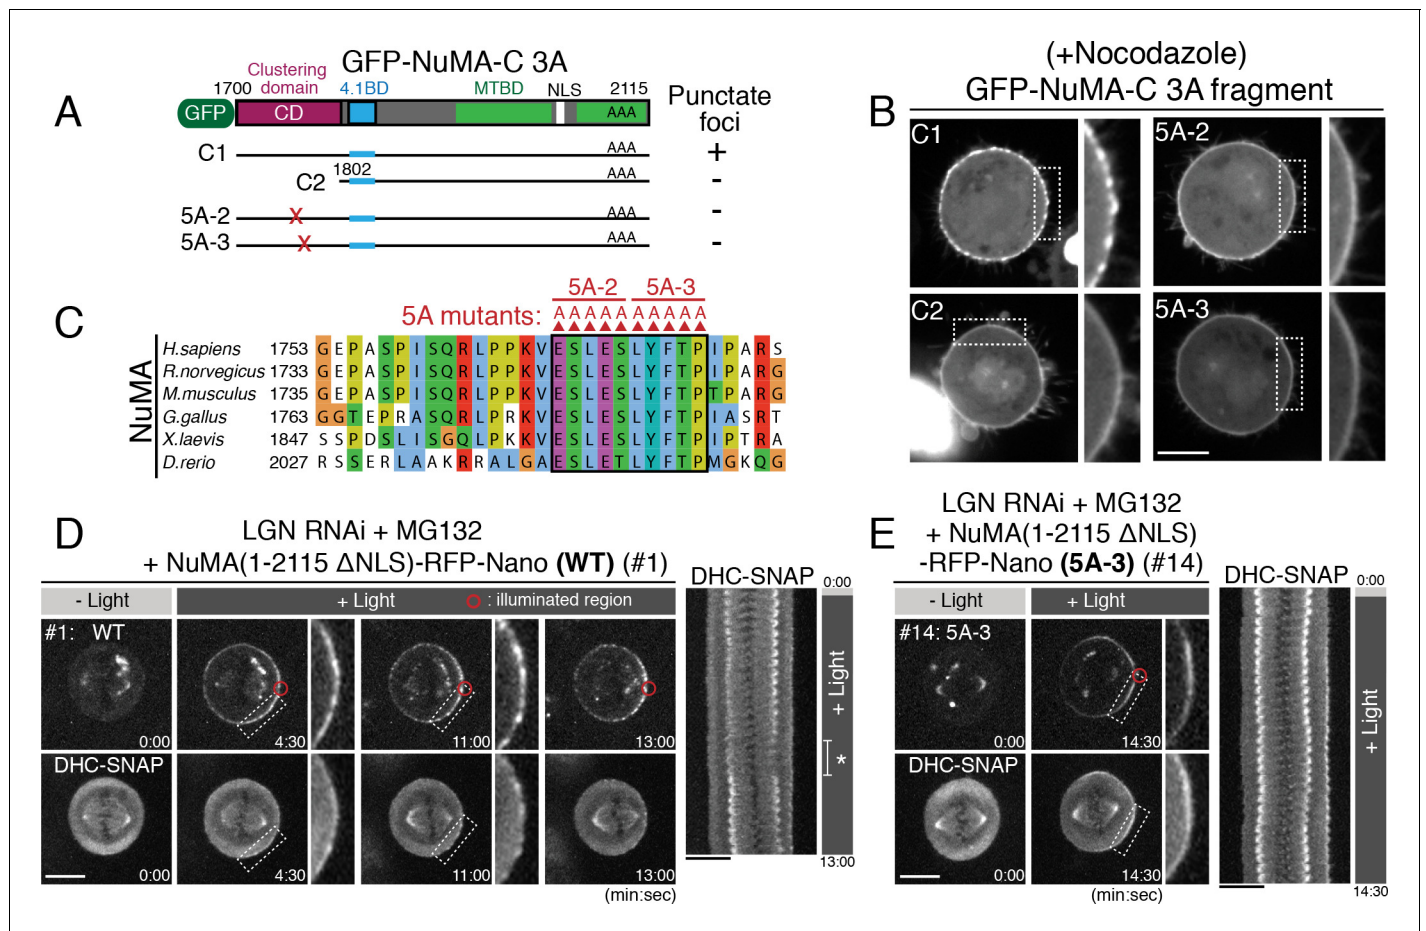 A
GFP-NuMA-C 3A
Clustering
domain
1700
4.1BD
MTBD
NLS
2115
GFP
CD
AAA
Punctate
foci
C1
AAA
+
1802
C2
AAA
-
5A-2
X
AAA
-
5A-3
X
AAA
-
B
(+Nocodazole)
GFP-NuMA-C 3A fragment
C1
5A-2
C2
5A-3
C
5A-2 5A-3
5A mutants: A A A A A A A A A A
NuMA
H.sapiens 1753 G E P A S P I S Q R L P P K V E S L E S L Y F T P I P A R S
R.norvegicus 1733 G E P A S P I S Q R L P P K V E S L E S L Y F T P I P A R G
M.musculus 1735 G E P A S P I S Q R L P P K V E S L E S L Y F T P T P A R G
G.gallus 1763 G G T E P R A S Q R L P R K V E S L E S L Y F T P I A S R T
X.laevis 1847 S S P D S L I S G Q L P K K V E S L E S L Y F T P I P T R A
D.rerio 2027 R S S E R L A A K R R A L G A E S L E T L Y F T P M G K Q G
D
LGN RNAi + MG132
+ NuMA(1-2115 ΔNLS)-RFP-Nano (WT) (#1)
- Light
+ Light
: illuminated region
#1: WT
0:00
4:30
11:00
13:00
DHC-SNAP
0:00
4:30
11:00
13:00
(min:sec)
DHC-SNAP
0:00
+ Light
*
13:00
E
LGN RNAi + MG132
+ NuMA(1-2115 ΔNLS)
-RFP-Nano (5A-3) (#14)
- Light
+ Light
#14: 5A-3
0:00
14:30
DHC-SNAP
0:00
14:30
(min:sec)
DHC-SNAP
0:00
+ Light
14:30